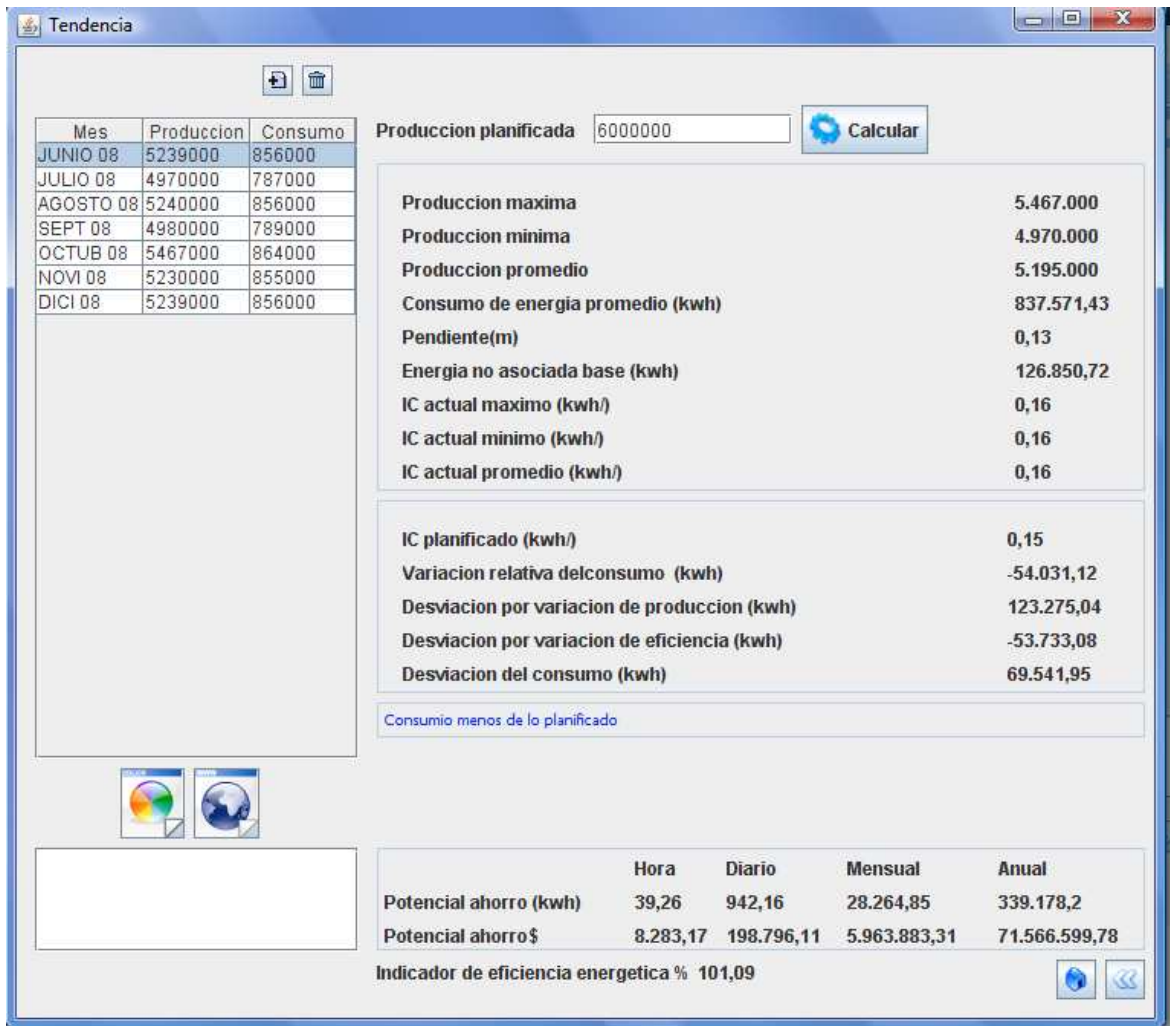 Tendencia
Mes Produccion Consumo
JUNIO 08 5239000 856000
JULIO 08 4970000 787000
AGOSTO 08 5240000 856000
SEPT 08 4980000 789000
OCTUB 08 5467000 864000
NOVI 08 5230000 855000
DICI 08 5239000 856000
Produccion planificada 6000000 Calcular
Produccion maxima 5.467.000
Produccion minima 4.970.000
Produccion promedio 5.195.000
Consumo de energia promedio (kwh) 837.571,43
Pendiente(m) 0,13
Energia no asociada base (kwh) 126.850,72
IC actual maximo (kwh/) 0,16
IC actual minimo (kwh/) 0,16
IC actual promedio (kwh/) 0,16
IC planificado (kwh/) 0,15
Variacion relativa delconsumo (kwh) -54.031,12
Desviacion por variacion de produccion (kwh) 123.275,04
Desviacion por variacion de eficiencia (kwh) -53.733,08
Desviacion del consumo (kwh) 69.541,95
Consumio menos de lo planificado
Hora Diario Mensual Anual
Potencial ahorro (kwh) 39,26 942,16 28.264,85 339.178,2
Potencial ahorro$ 8.283,17 198.796,11 5.963.883,31 71.566.599,78
Indicador de eficiencia energetica % 101,09